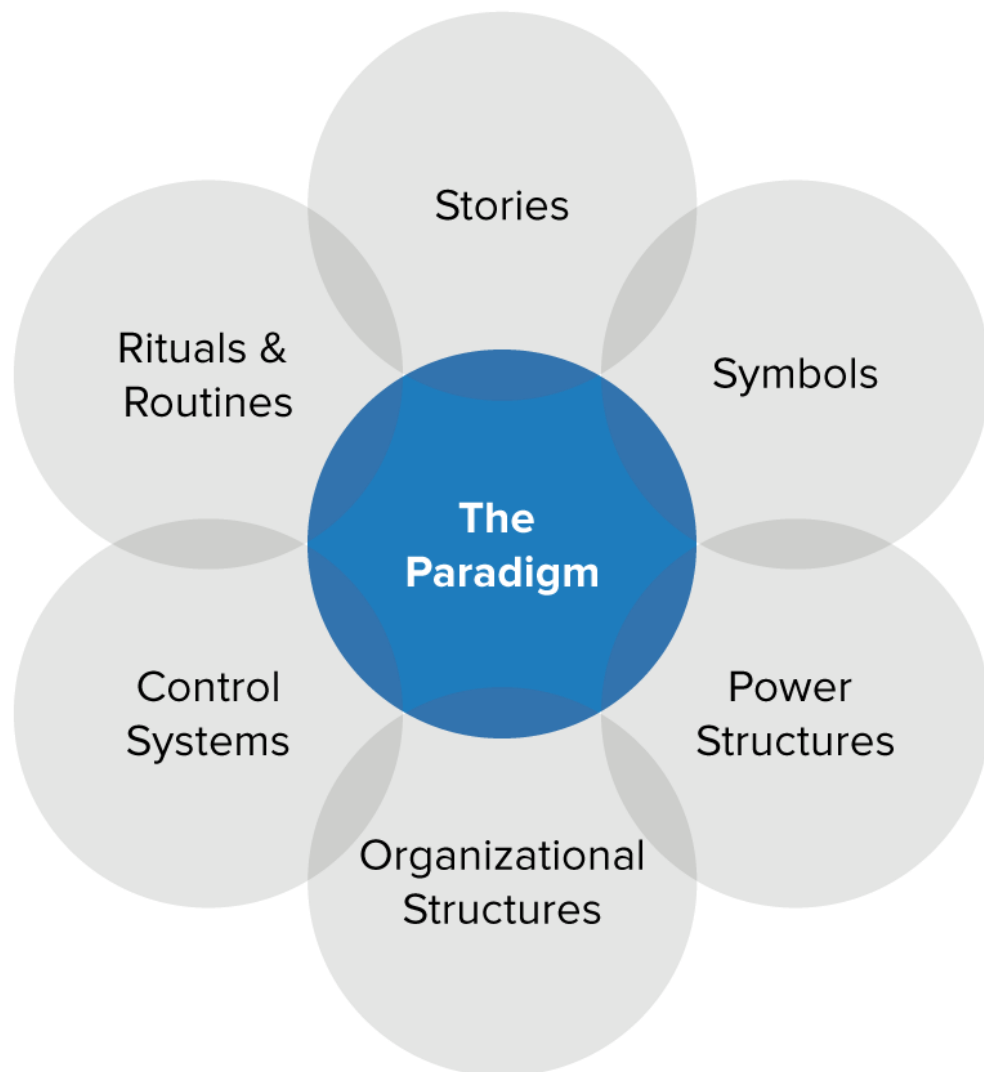 Stories
Rituals &
Routines
Symbols
The
Paradigm
Control
Systems
Power
Structures
Organizational
Structures